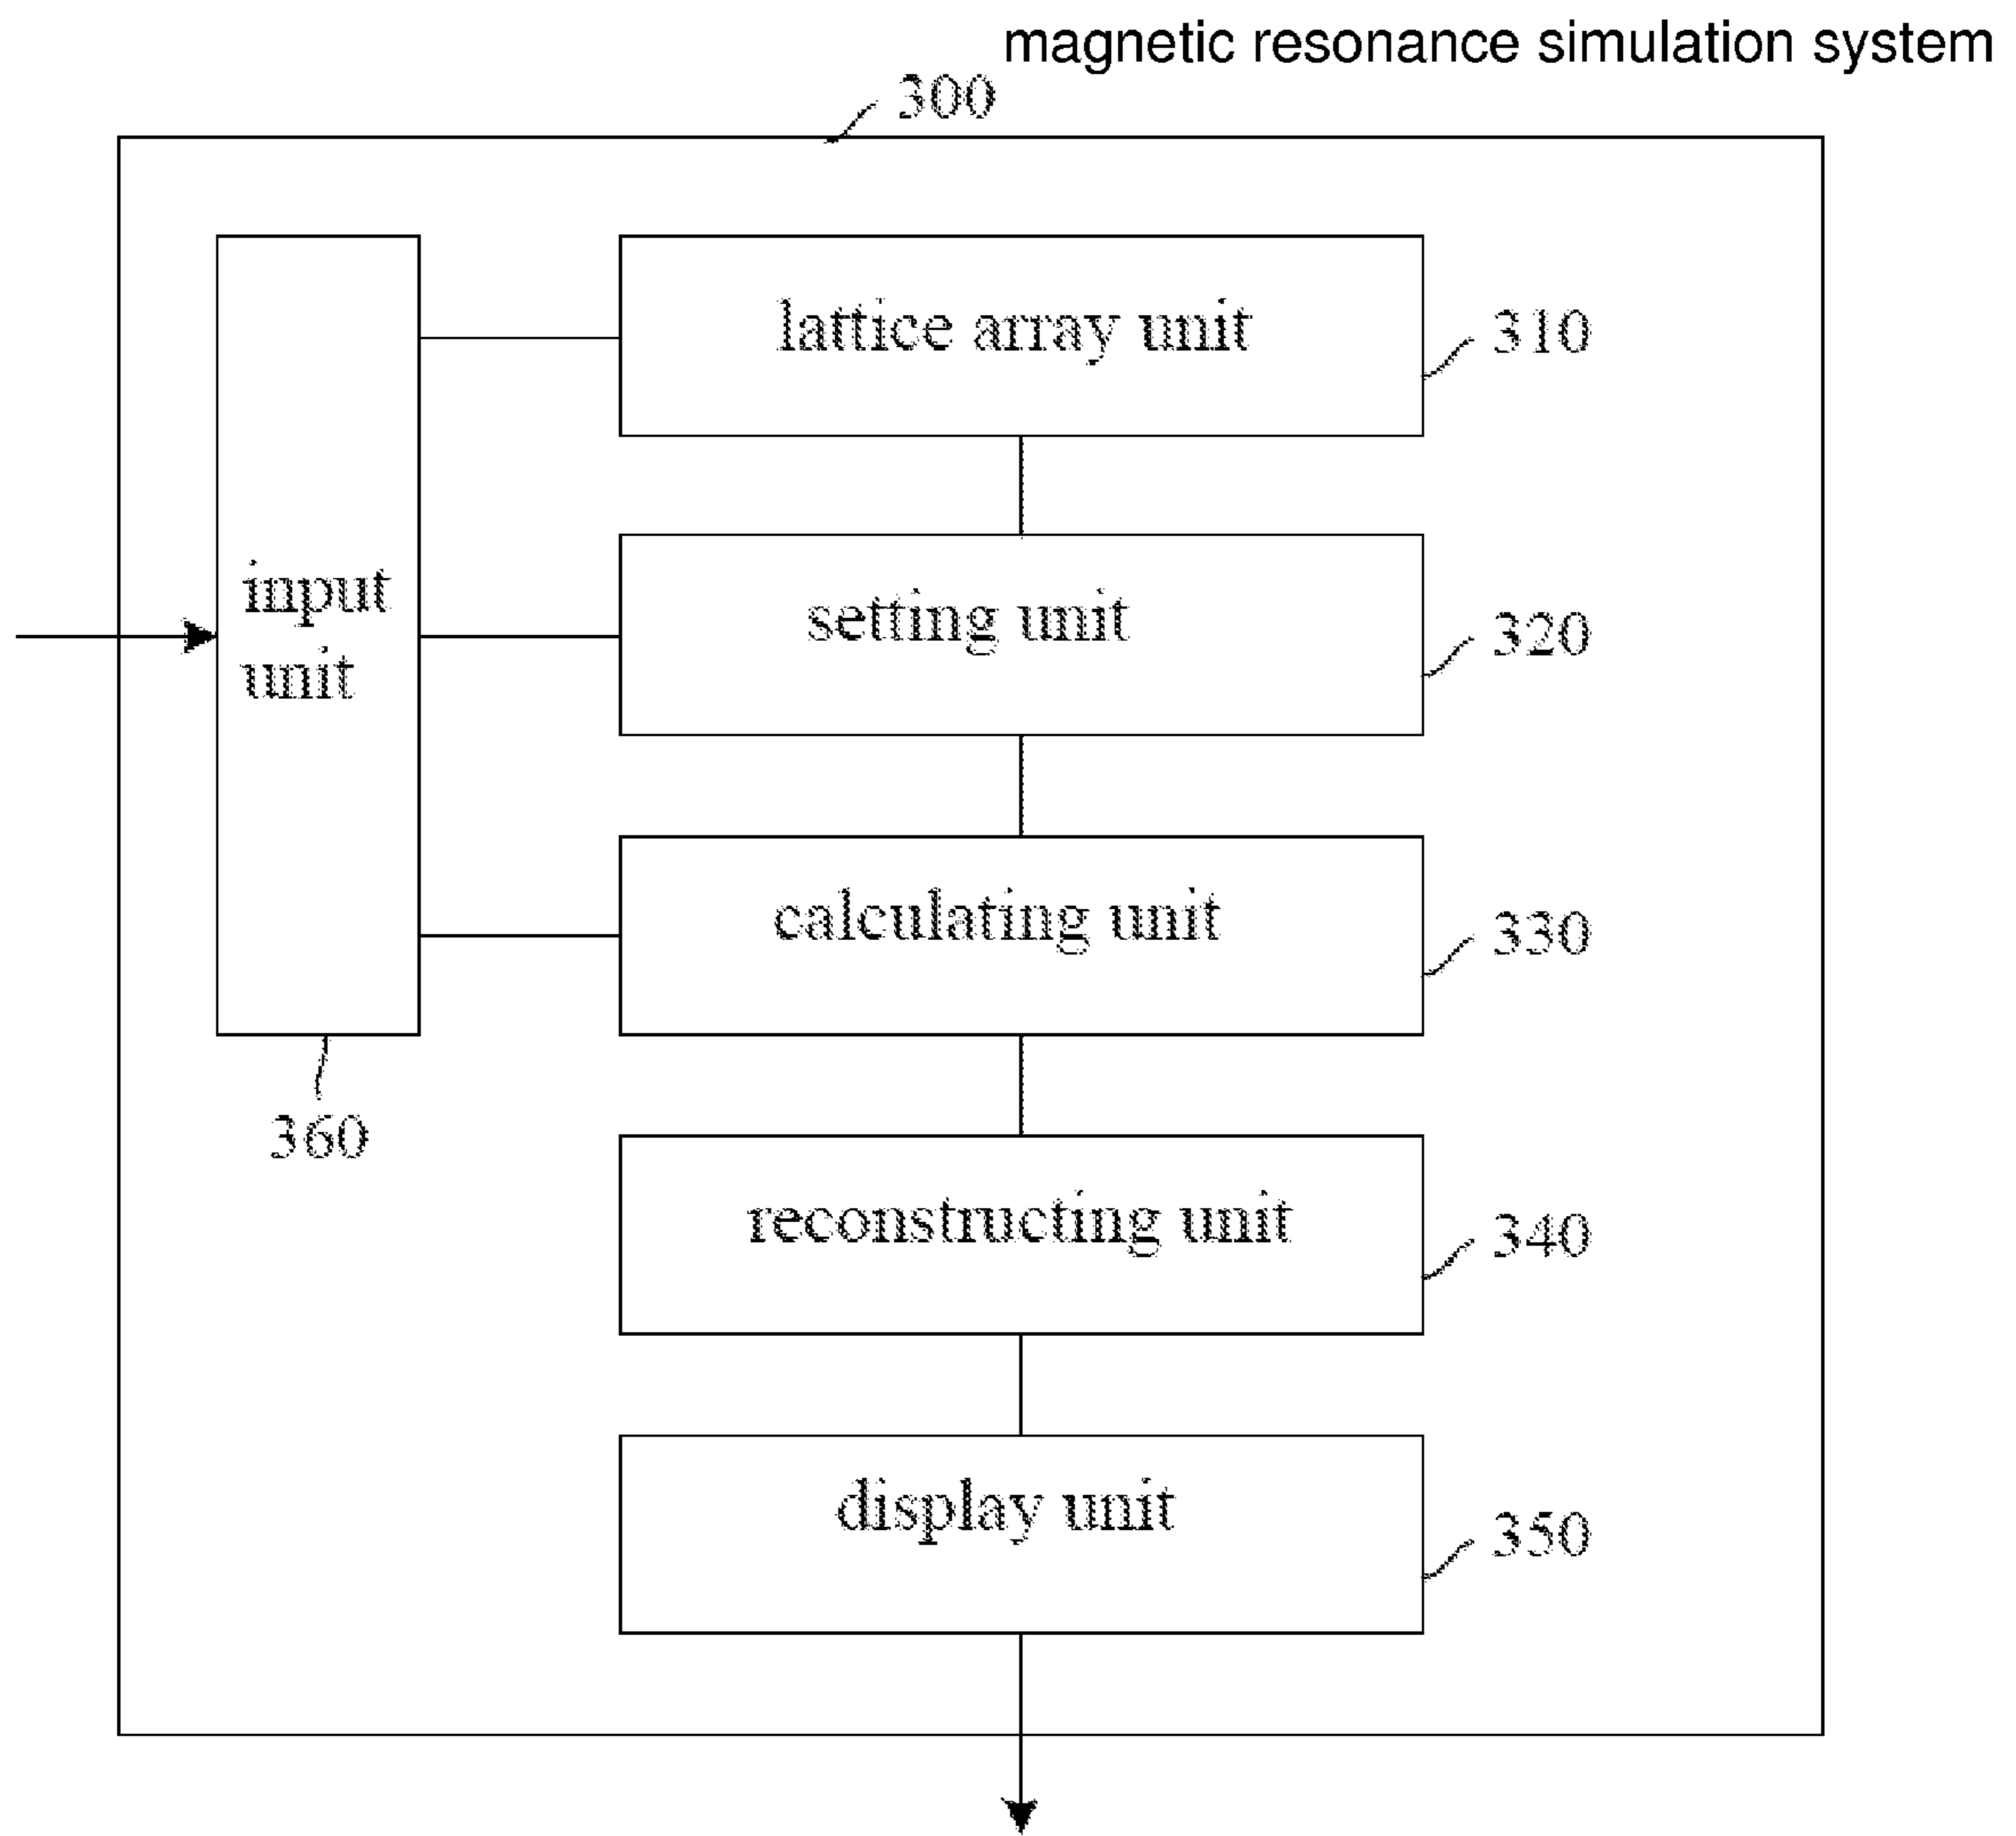 magnetic resonance simulation system
300
lattice array unit
310
input
unit
setting unit
320
calculating unit
330
360
reconstructing unit
340
display unit
350